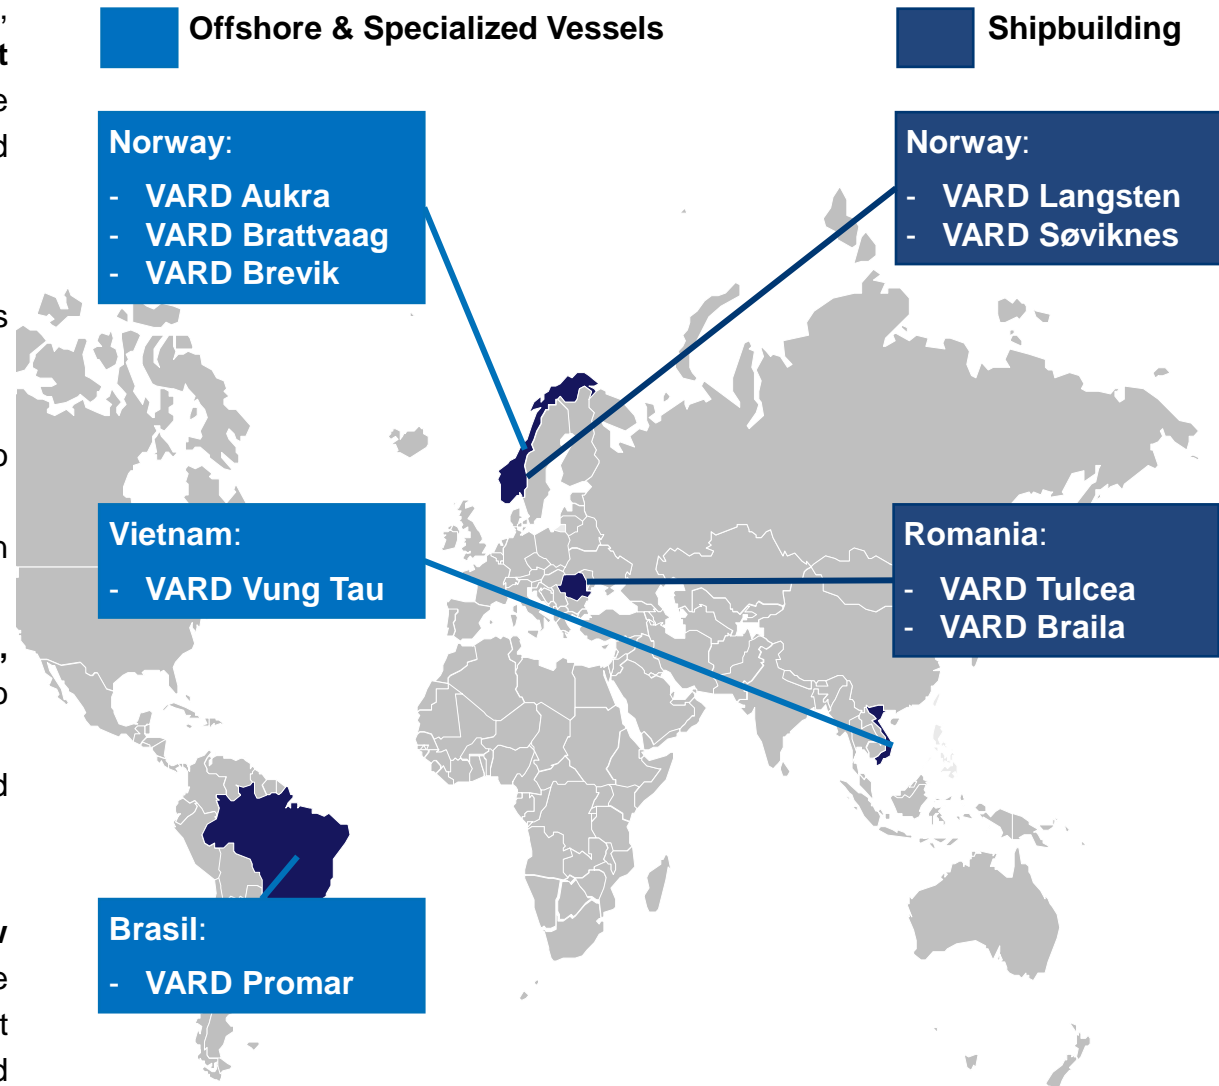 ,
t
e
d
s
o
n
,
o
d
w
e
t
d
Offshore & Specialized Vessels
Shipbuilding
Norway:
- VARD Aukra
- VARD Brattvaag
- VARD Brevik
Norway:
- VARD Langsten
- VARD Søviknes
Vietnam:
- VARD Vung Tau
Romania:
- VARD Tulcea
- VARD Braila
Brasil:
- VARD Promar